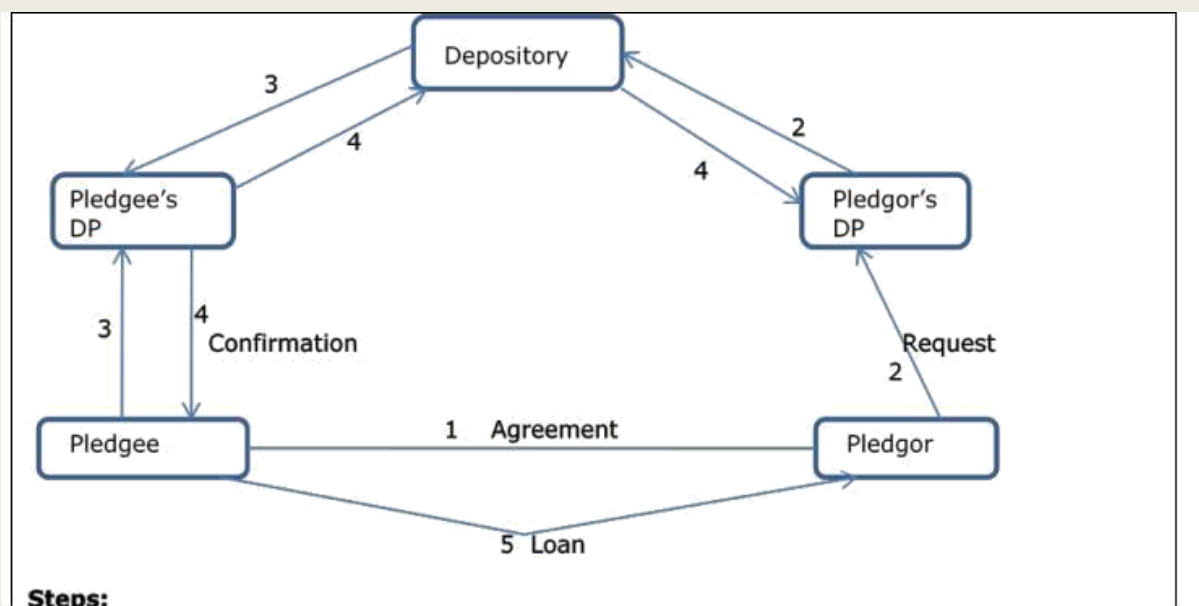 Depository
3
2
4
4
Pledgee's
DP
Pledgor's
DP
4
3
Confirmation
Request
2
1 Agreement
Pledgee
Pledgor
5 Loan
Steps: